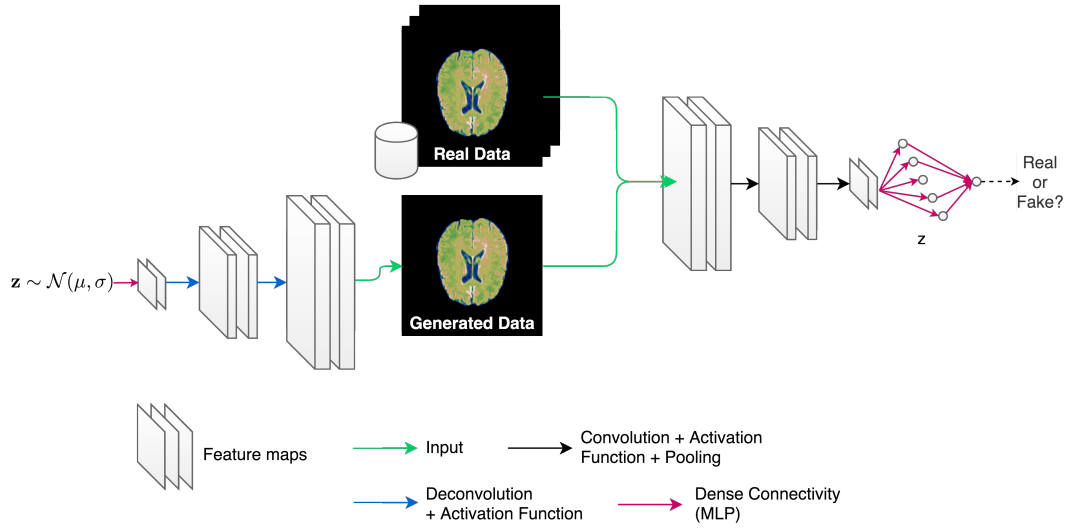 Real Data
Real
or
Fake?
z
z ∼ N(μ, σ)
Generated Data
Feature maps
Input
Convolution + Activation
Function + Pooling
Deconvolution
+ Activation Function
Dense Connectivity
(MLP)